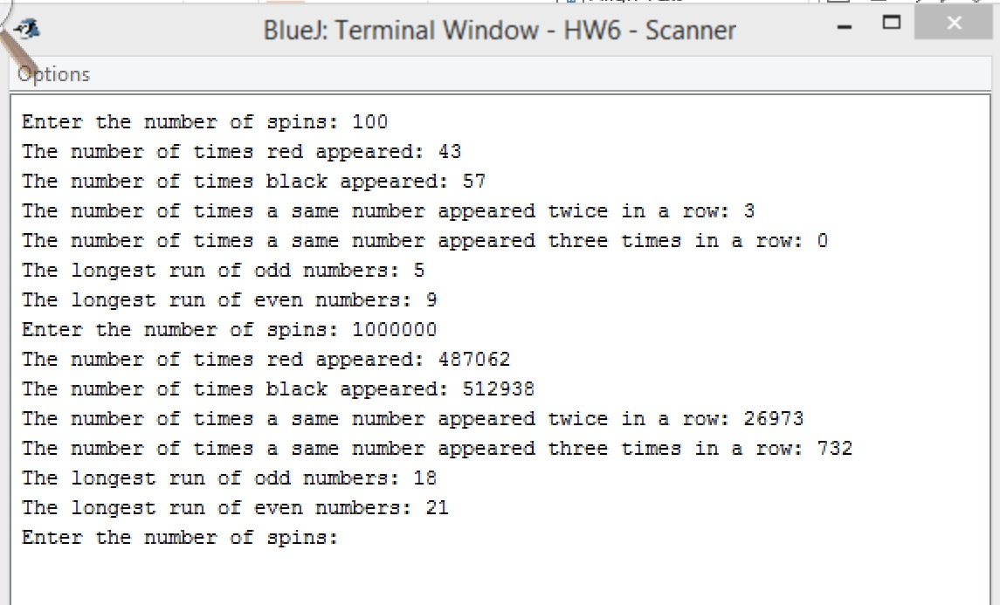 BlueJ: Terminal Window - HW6 - Scanner
Options
Enter the number of spins: 100
The number of times red appeared: 43
The number of times black appeared: 57
The number of times a same number appeared twice in a row: 3
The number of times a same number appeared three times in a row: 0
The longest run of odd numbers: 5
The longest run of even numbers: 9
Enter the number of spins: 1000000
The number of times red appeared: 487062
The number of times black appeared: 512938
The number of times a same number appeared twice in a row: 26973
The number of times a same number appeared three times in a row: 732
The longest run of odd numbers: 18
The longest run of even numbers: 21
Enter the number of spins: